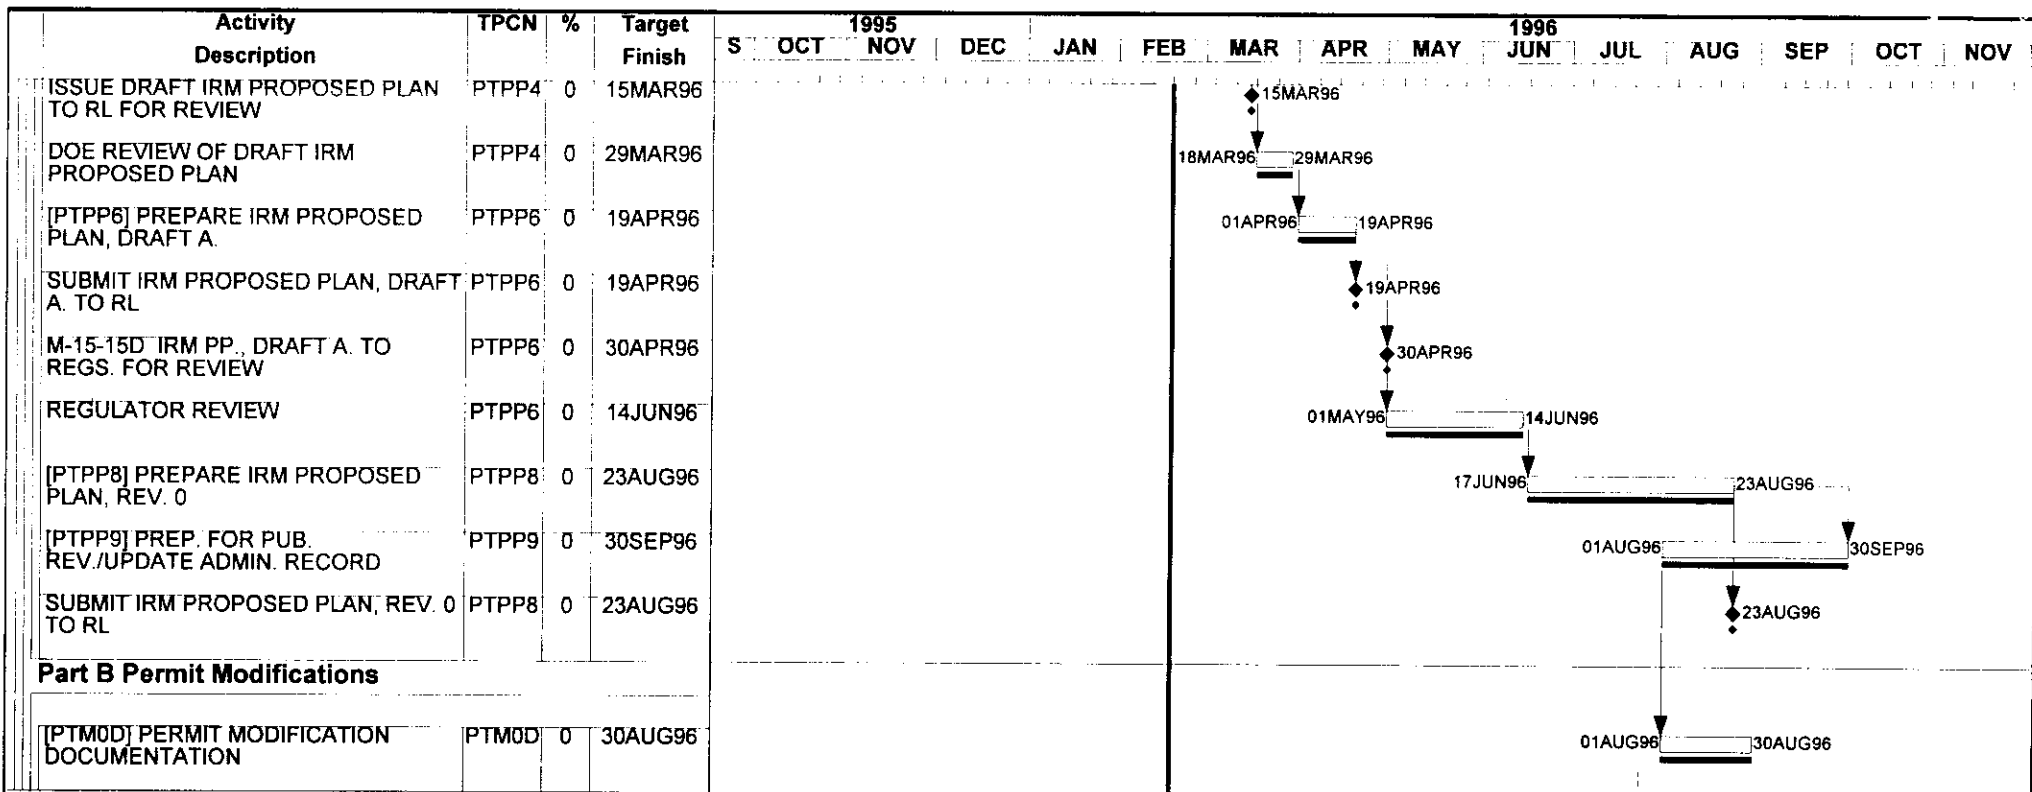 Activity Description TPCN % Target Finish
1995 1996
S OCT NOV DEC JAN FEB MAR APR MAY JUN JUL AUG SEP OCT NOV
ISSUE DRAFT IRM PROPOSED PLAN PTPP4 0 15MAR96 15MAR96
TO RL FOR REVIEW
DOE REVIEW OF DRAFT IRM PTPP4 0 29MAR96 18MAR96 29MAR96
PROPOSED PLAN
[PTPP6] PREPARE IRM PROPOSED PTPP6 0 19APR96 01APR96 19APR96
PLAN, DRAFT A.
SUBMIT IRM PROPOSED PLAN, DRAFT PTPP6 0 19APR96 19APR96
A. TO RL
M-15-15D IRM PP., DRAFT A. TO PTPP6 0 30APR96 30APR96
REGS. FOR REVIEW
REGULATOR REVIEW PTPP6 0 14JUN96 01MAY96 14JUN96
[PTPP8] PREPARE IRM PROPOSED PTPP8 0 23AUG96 17JUN96 23AUG96
PLAN, REV. 0
[PTPP9] PREP. FOR PUB. PTPP9 0 30SEP96 01AUG96 30SEP96
REV./UPDATE ADMIN. RECORD
SUBMIT IRM PROPOSED PLAN, REV. 0 PTPP8 0 23AUG96 23AUG96
TO RL
Part B Permit Modifications
[PTM0D] PERMIT MODIFICATION PTM0D 0 30AUG96 01AUG96 30AUG96
DOCUMENTATION